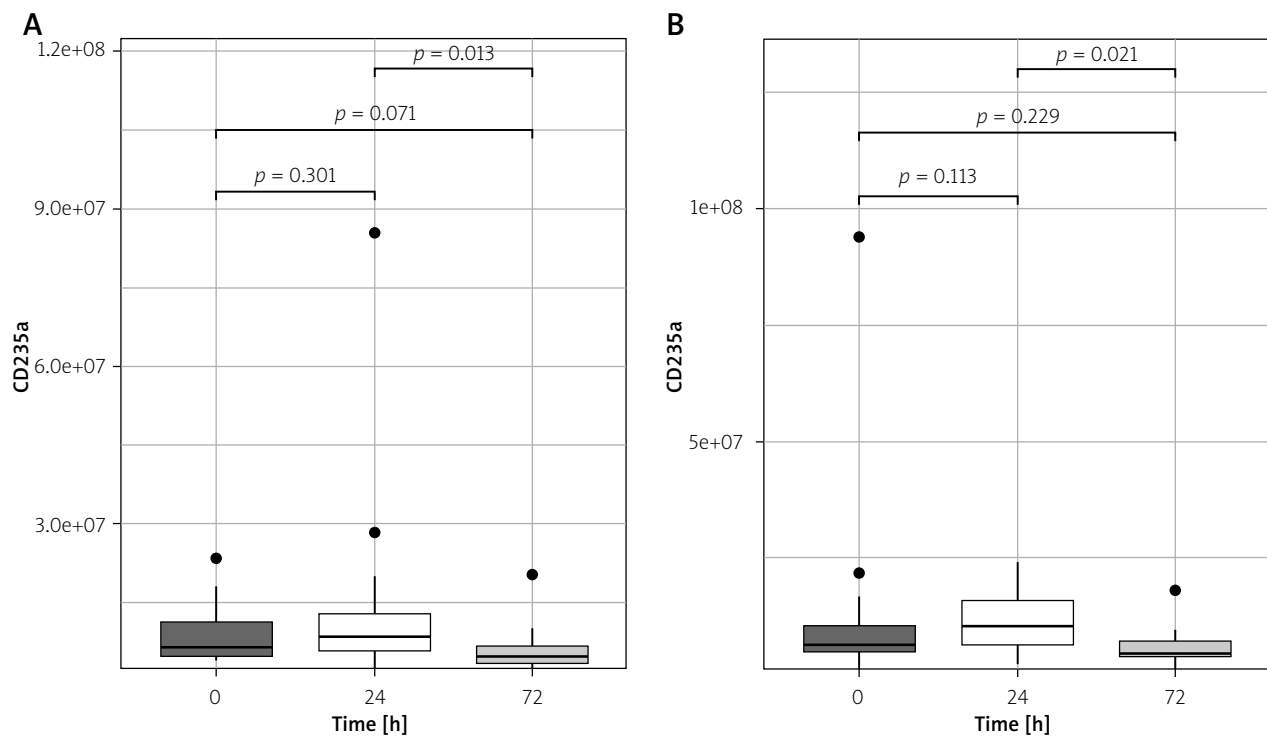 A
CD235a
1.2e+08
9.0e+07
6.0e+07
3.0e+07
p = 0.013
p = 0.071
p = 0.301
0
24
72
Time [h]
B
CD235a
1e+08
5e+07
p = 0.021
p = 0.229
p = 0.113
0
24
72
Time [h]